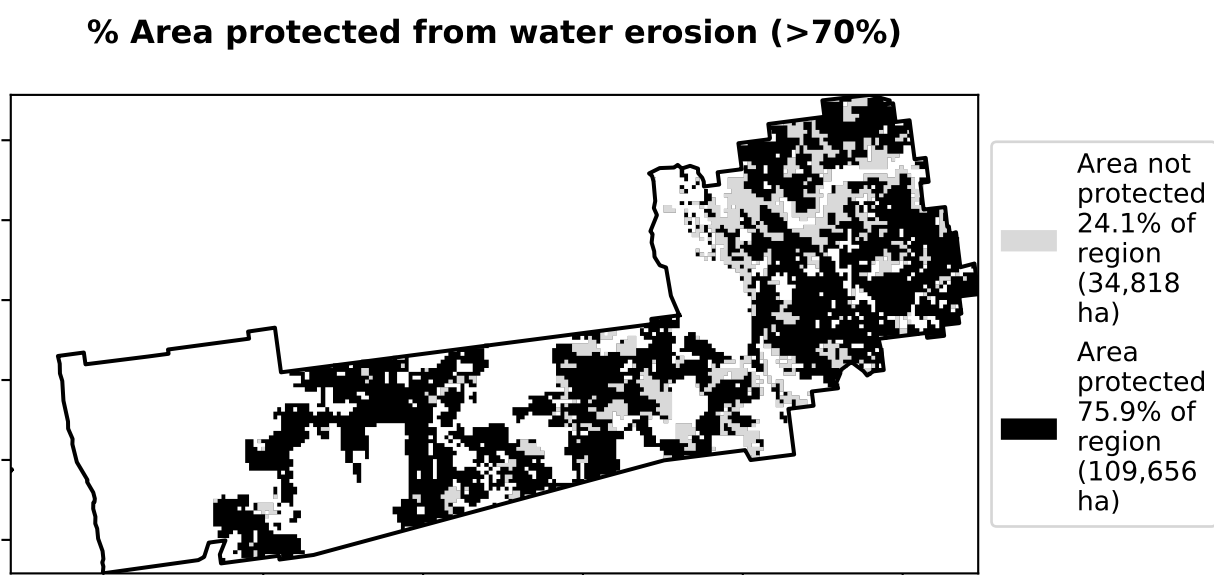 % Area protected from water erosion (>70%)
Area not
protected
24.1% of
region
(34,818
ha)
Area
protected
75.9% of
region
(109,656
ha)